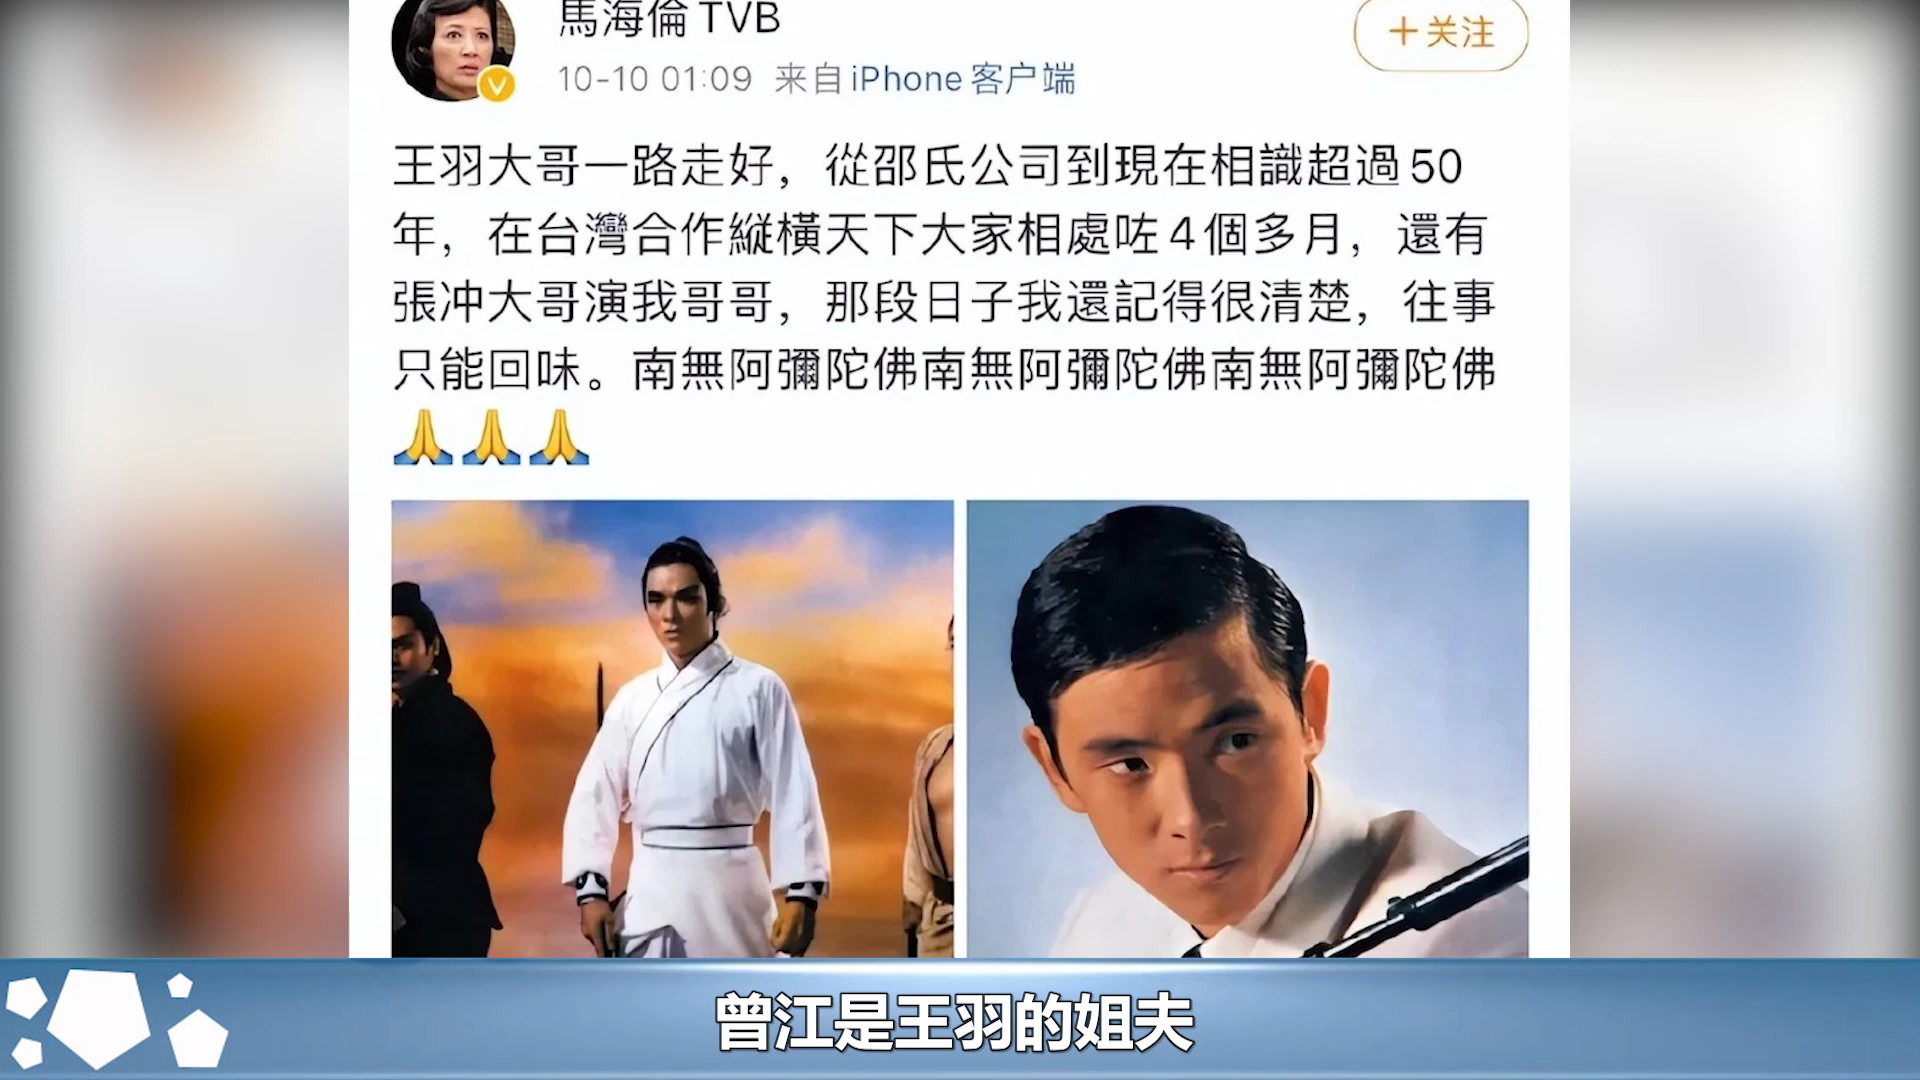 馬海倫TVB
+关注
10-10 01:09 来自iPhone客户端
王羽大哥一路走好，從邵氏公司到現在相識超過50
年，在台灣合作縱橫天下大家相處咗4個多月，還有
張冲大哥演我哥哥，那段日子我還記得很清楚，往事
只能回味。南無阿彌陀佛南無阿彌陀佛南無阿彌陀佛
🙏🙏🙏
曾江是王羽的姐夫